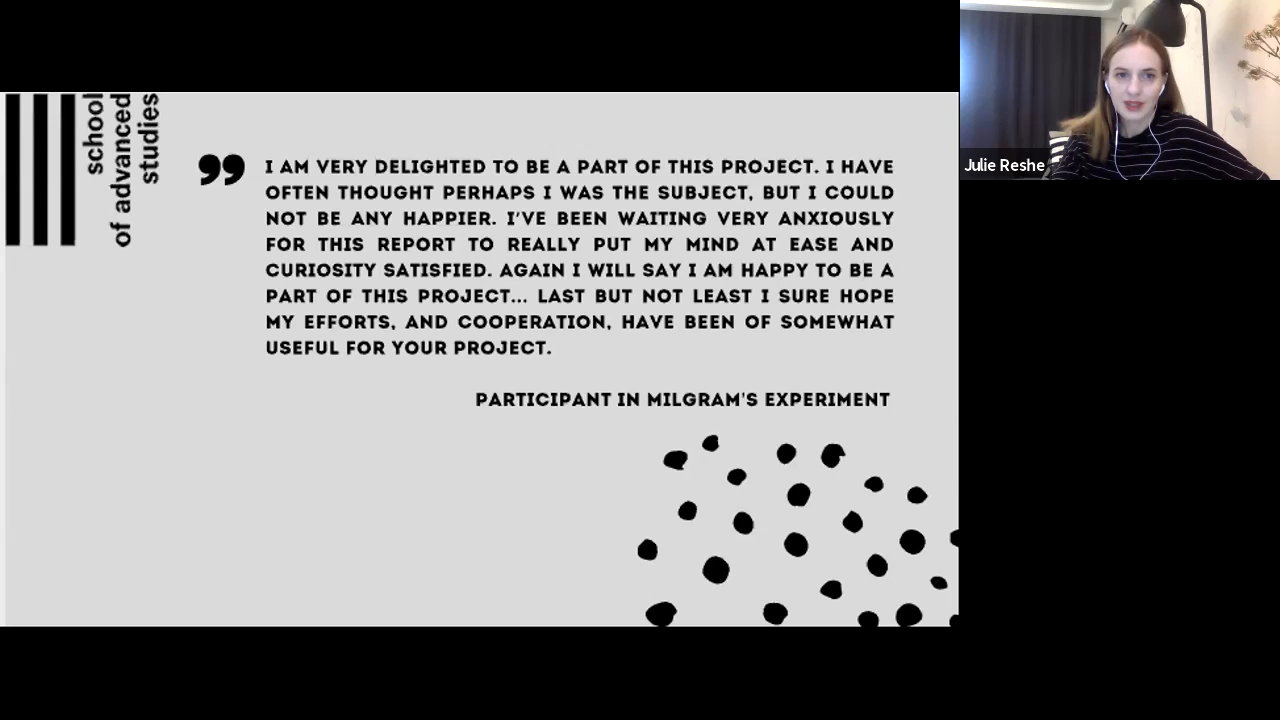 school
of advanced
studies
❞ I AM VERY DELIGHTED TO BE A PART OF THIS PROJECT. I HAVE
OFTEN THOUGHT PERHAPS I WAS THE SUBJECT, BUT I COULD
NOT BE ANY HAPPIER. I'VE BEEN WAITING VERY ANXIOUSLY
FOR THIS REPORT TO REALLY PUT MY MIND AT EASE AND
CURIOSITY SATISFIED. AGAIN I WILL SAY I AM HAPPY TO BE A
PART OF THIS PROJECT... LAST BUT NOT LEAST I SURE HOPE
MY EFFORTS, AND COOPERATION, HAVE BEEN OF SOMEWHAT
USEFUL FOR YOUR PROJECT.
PARTICIPANT IN MILGRAM'S EXPERIMENT
Julie Reshe